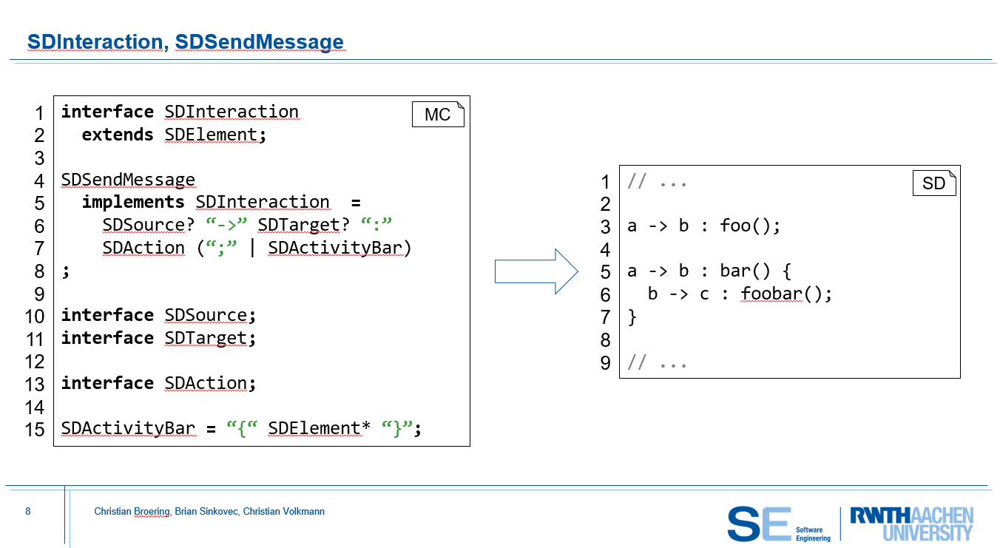 SDInteraction, SDSendMessage
MC
1 interface SDInteraction
2 extends SDElement;
3
4 SDSendMessage
5 implements SDInteraction =
6 SDSource? “->” SDTarget? “:”
7 SDAction (“;” | SDActivityBar)
8 ;
9
10 interface SDSource;
11 interface SDTarget;
12
13 interface SDAction;
14
15 SDActivityBar = “{“ SDElement* “}”;
SD
1 // ...
2
3 a -> b : foo();
4
5 a -> b : bar() {
6 b -> c : foobar();
7 }
8
9 // ...
8
Christian Broering, Brian Sinkovec, Christian Volkmann
SE Software
Engineering
RWTHAACHEN
UNIVERSITY